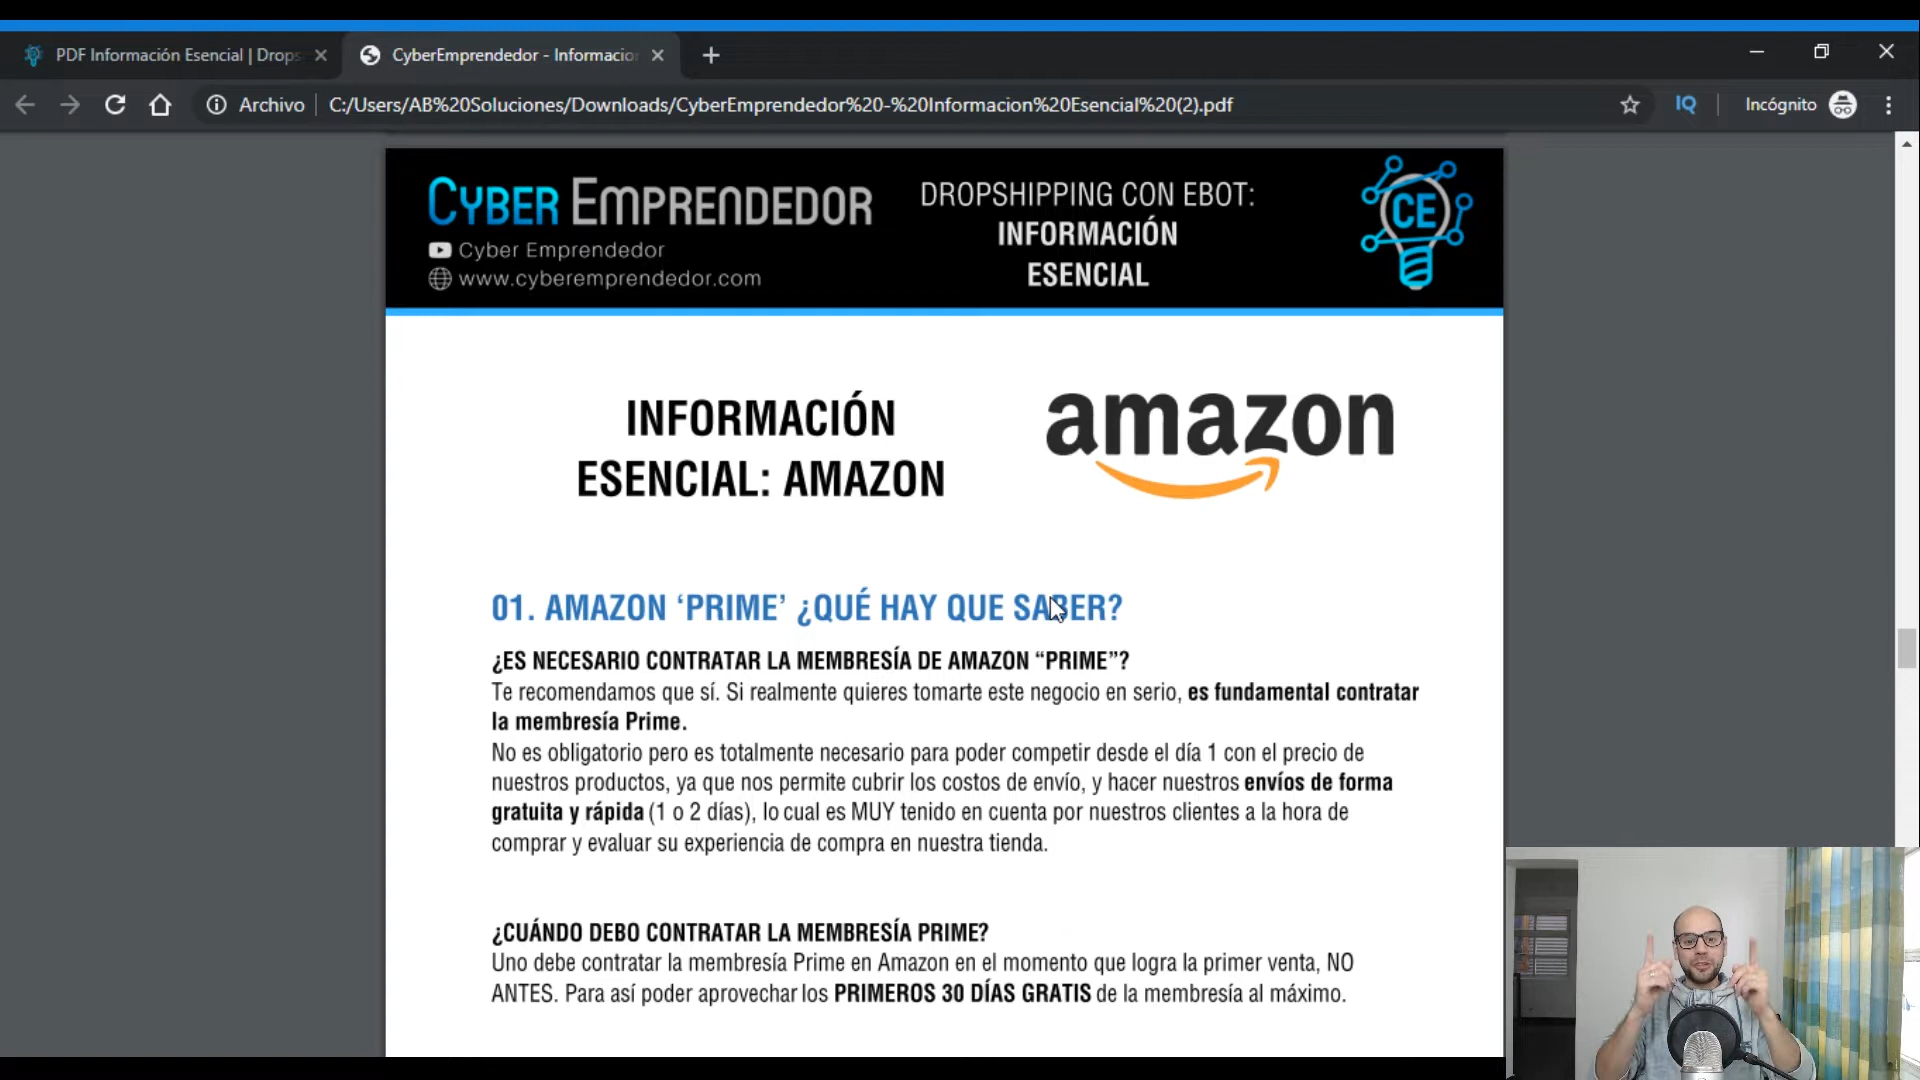 PDF Información Esencial | Drops
CyberEmprendedor - Informacion
Archivo
C:/Users/AB%20Soluciones/Downloads/CyberEmprendedor%20-%20Informacion%20Esencial%20(2).pdf
IQ
Incógnito
CYBER EMPRENDEDOR
Cyber Emprendedor
www.cyberemprendedor.com
DROPSHIPPING CON EBOT:
INFORMACIÓN
ESENCIAL
CE
INFORMACIÓN
ESENCIAL: AMAZON
amazon
01. AMAZON ‘PRIME’ ¿QUÉ HAY QUE SABER?
¿ES NECESARIO CONTRATAR LA MEMBRESÍA DE AMAZON “PRIME”?
Te recomendamos que sí. Si realmente quieres tomarte este negocio en serio, es fundamental contratar
la membresía Prime.
No es obligatorio pero es totalmente necesario para poder competir desde el día 1 con el precio de
nuestros productos, ya que nos permite cubrir los costos de envío, y hacer nuestros envíos de forma
gratuita y rápida (1 o 2 días), lo cual es MUY tenido en cuenta por nuestros clientes a la hora de
comprar y evaluar su experiencia de compra en nuestra tienda.
¿CUÁNDO DEBO CONTRATAR LA MEMBRESÍA PRIME?
Uno debe contratar la membresía Prime en Amazon en el momento que logra la primer venta, NO
ANTES. Para así poder aprovechar los PRIMEROS 30 DÍAS GRATIS de la membresía al máximo.